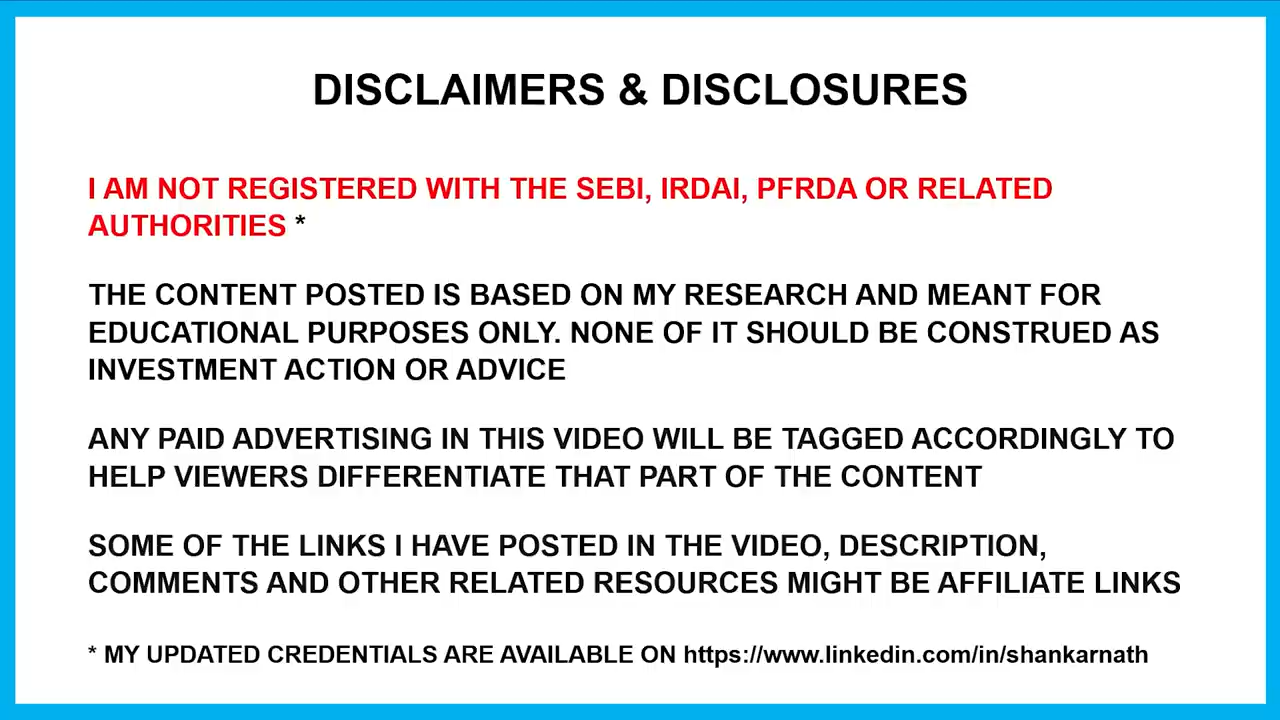 DISCLAIMERS & DISCLOSURES
I AM NOT REGISTERED WITH THE SEBI, IRDAI, PFRDA OR RELATED
AUTHORITIES *
THE CONTENT POSTED IS BASED ON MY RESEARCH AND MEANT FOR
EDUCATIONAL PURPOSES ONLY. NONE OF IT SHOULD BE CONSTRUED AS
INVESTMENT ACTION OR ADVICE
ANY PAID ADVERTISING IN THIS VIDEO WILL BE TAGGED ACCORDINGLY TO
HELP VIEWERS DIFFERENTIATE THAT PART OF THE CONTENT
SOME OF THE LINKS I HAVE POSTED IN THE VIDEO, DESCRIPTION,
COMMENTS AND OTHER RELATED RESOURCES MIGHT BE AFFILIATE LINKS
* MY UPDATED CREDENTIALS ARE AVAILABLE ON https://www.linkedin.com/in/shankarnath